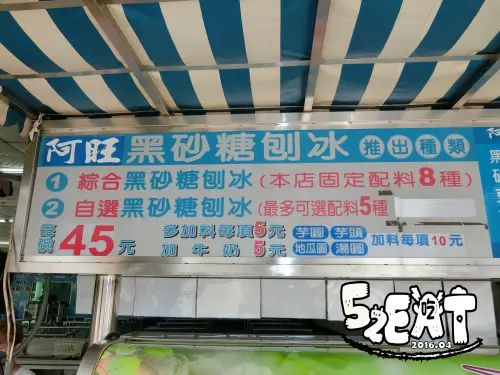 阿旺 黑砂糖刨冰 推出種類
1 綜合黑砂糖刨冰(本店固定配料8種)
2 自選黑砂糖刨冰(最多可選配料5種
每碗45元 多加料每項5元 芋圓 芋頭 加料每項10元
加牛奶5元 地瓜圓 湯圓
52EAT
吃
2016.04